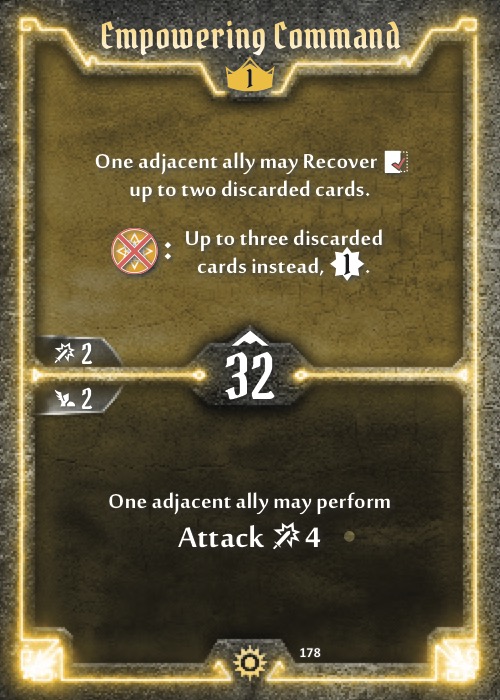 Empowering Command
1
One adjacent ally may Recover
up to two discarded cards.
: Up to three discarded
cards instead, 1.
2
32
2
One adjacent ally may perform
Attack 4
178